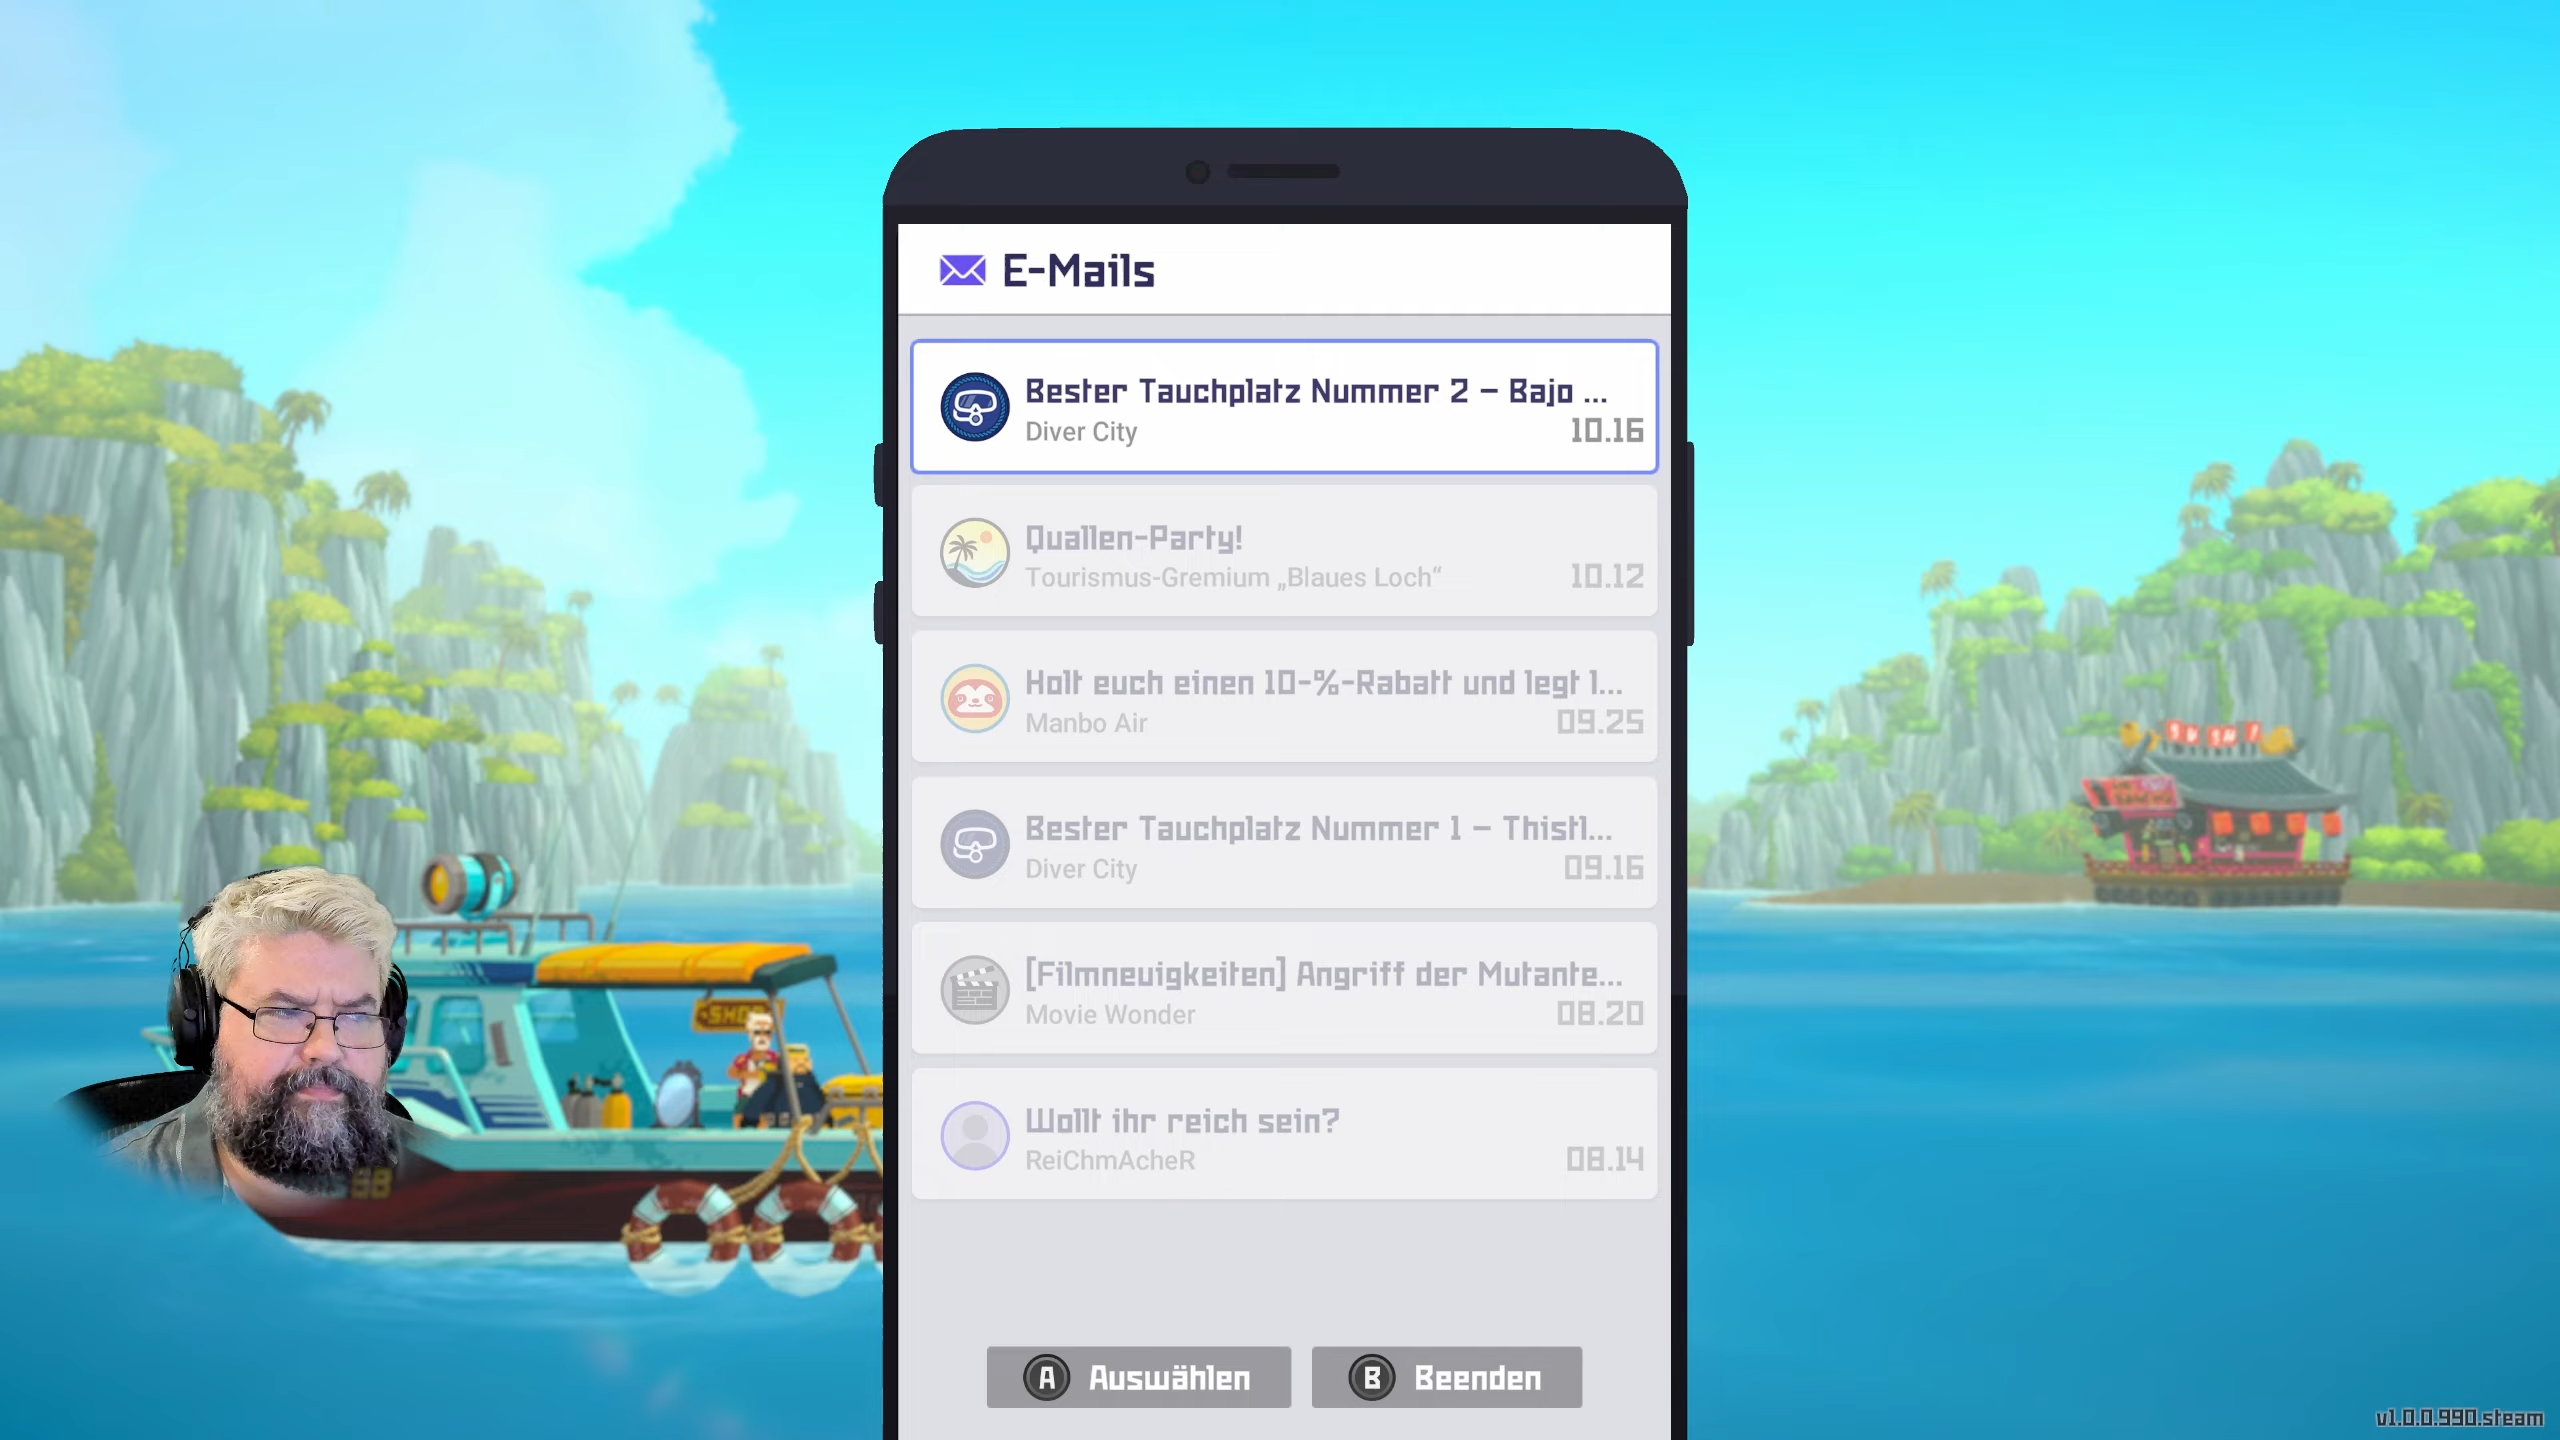 E-Mails
Bester Tauchplatz Nummer 2 – Bajo ...
Diver City
10.16
Quallen-Party!
Tourismus-Gremium „Blaues Loch“
10.12
Holt euch einen 10-%-Rabatt und legt l...
Manbo Air
09.25
Bester Tauchplatz Nummer 1 – Thistl...
Diver City
09.16
[Filmneuigkeiten] Angriff der Mutante...
Movie Wonder
08.20
Wollt ihr reich sein?
ReiChmAcheR
08.14
A Auswählen
B Beenden
SUSHI
SHOP
88
v1.0.0.990.steam